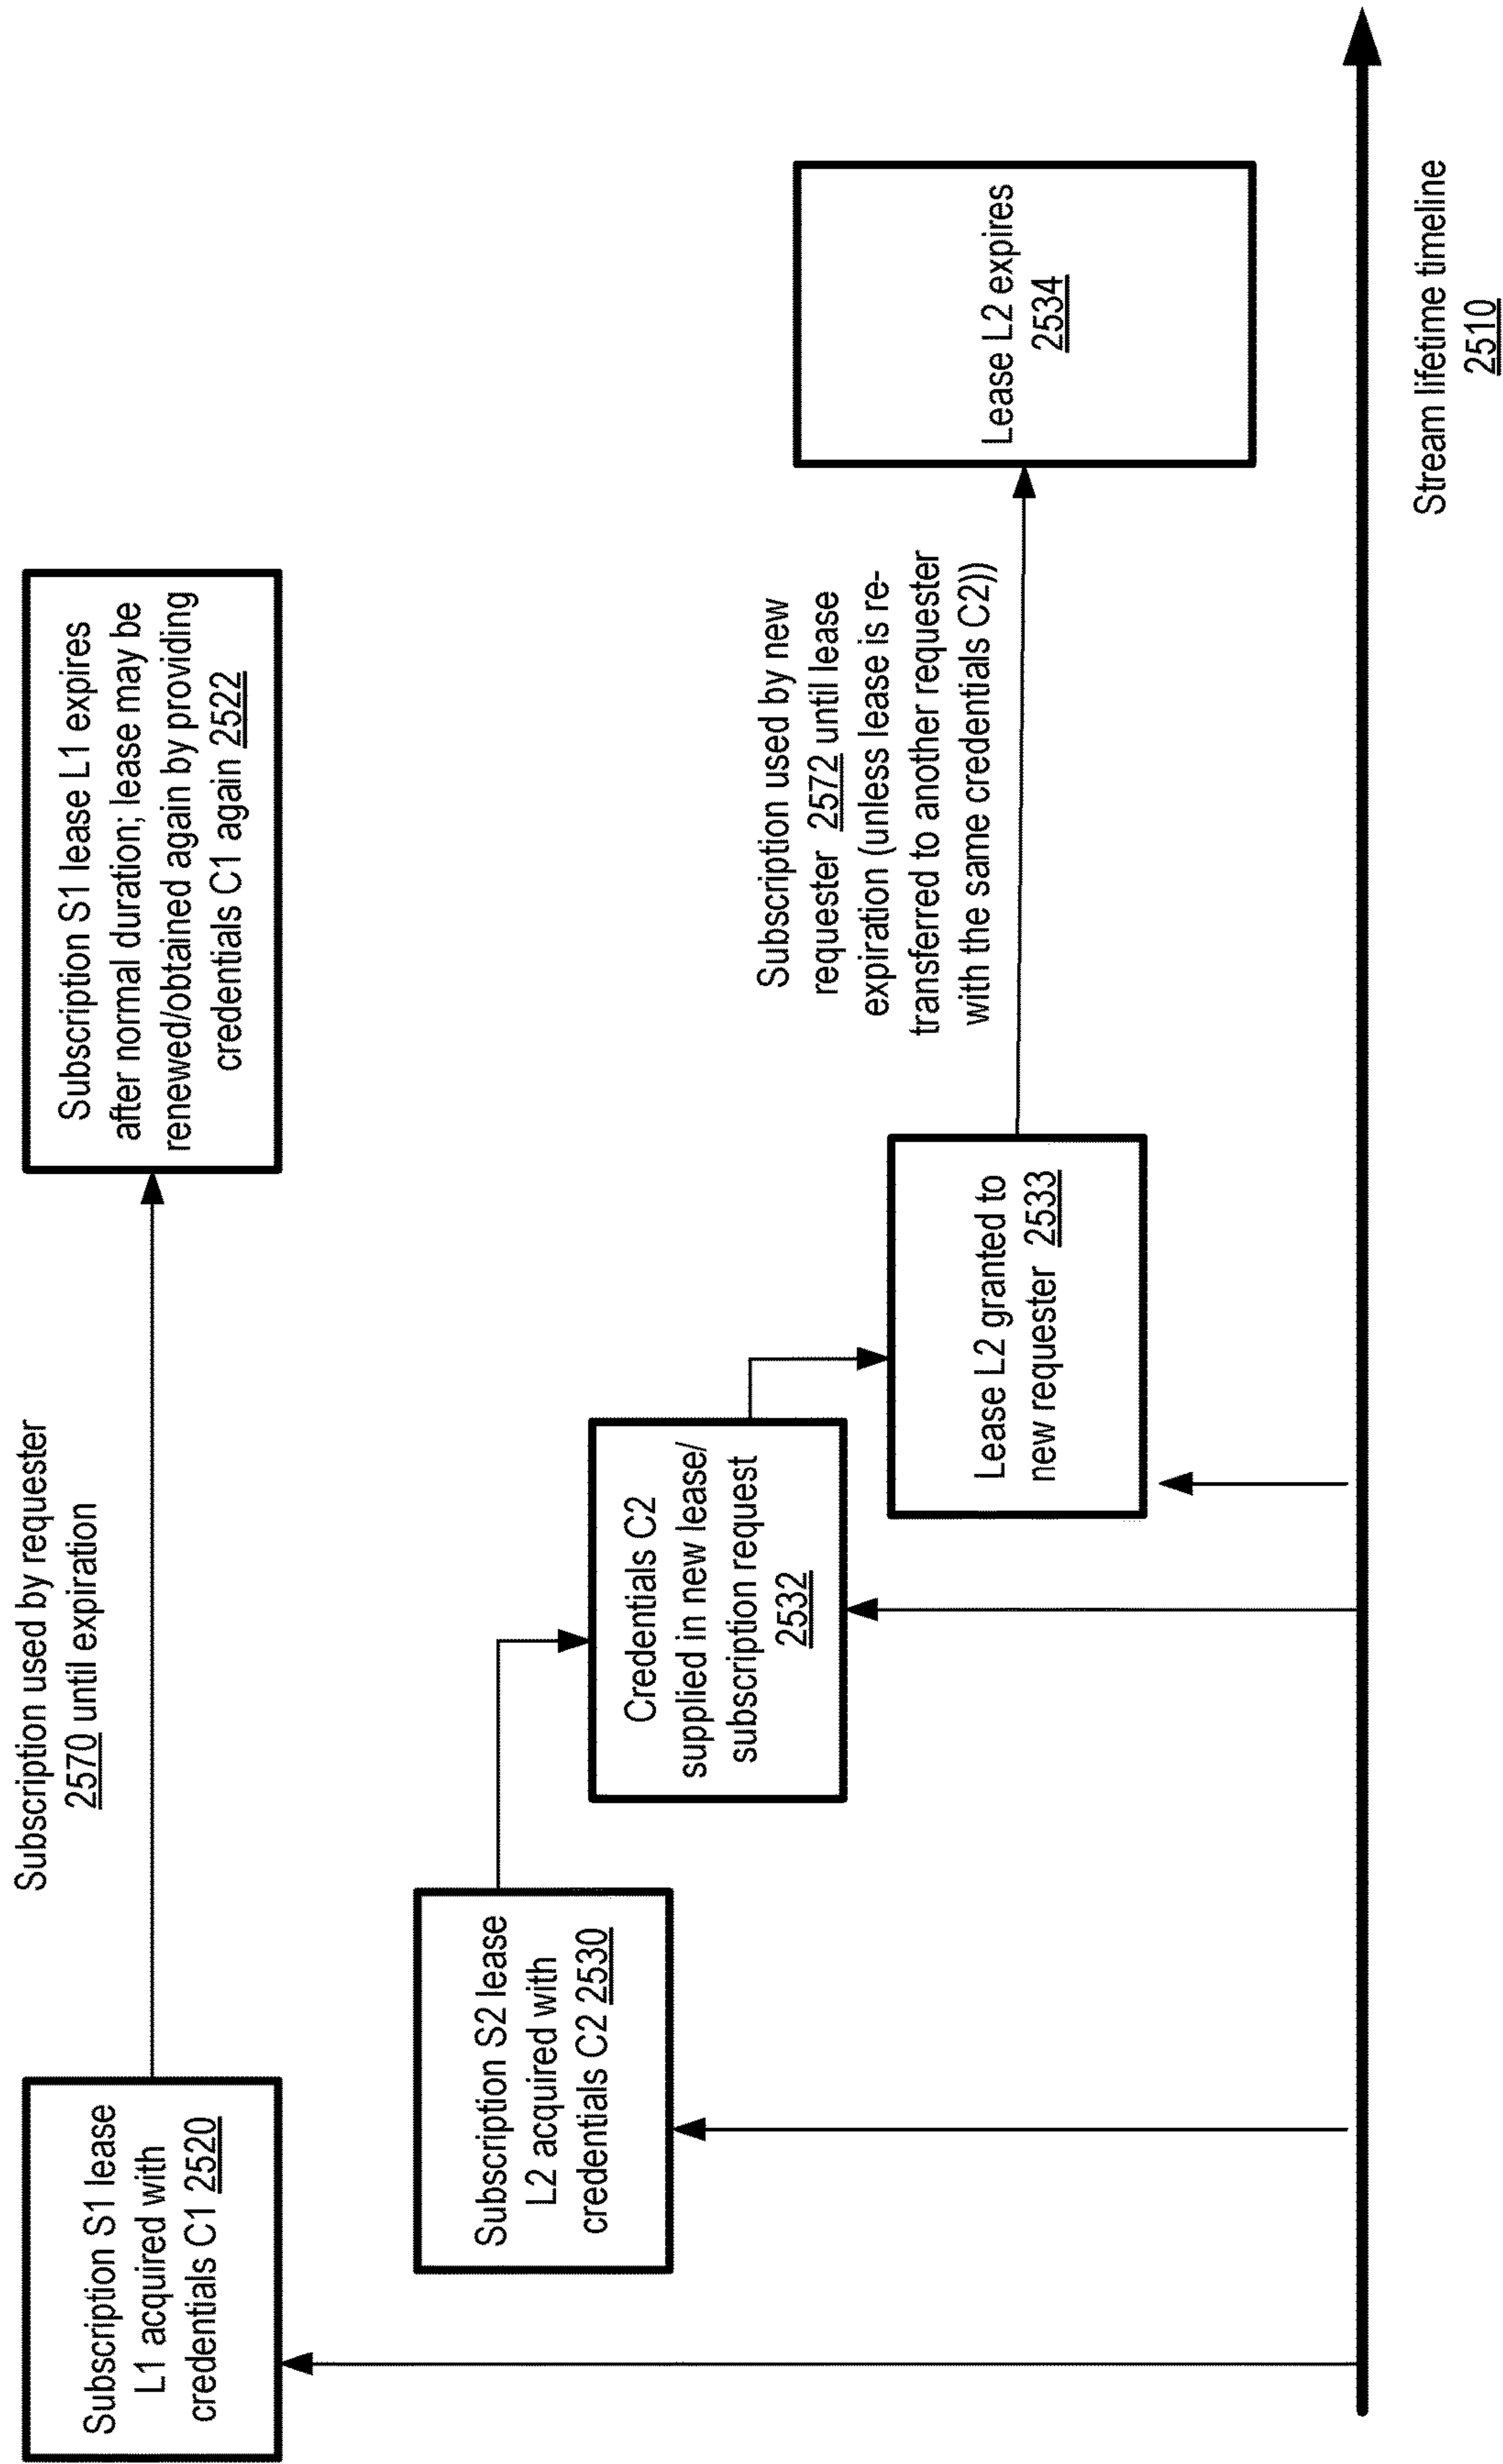 Subscription S1 lease
L1 acquired with
credentials C1 2520
Subscription used by requester
2570 until expiration
Subscription S1 lease L1 expires
after normal duration; lease may be
renewed/obtained again by providing
credentials C1 again 2522
Subscription S2 lease
L2 acquired with
credentials C2 2530
Credentials C2
supplied in new lease/
subscription request
2532
Lease L2 granted to
new requester 2533
Subscription used by new
requester 2572 until lease
expiration (unless lease is re-
transferred to another requester
with the same credentials C2))
Lease L2 expires
2534
Stream lifetime timeline
2510